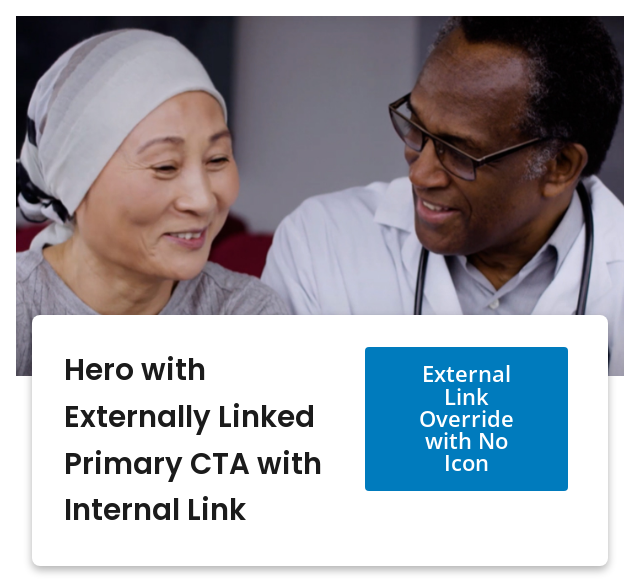 Hero with
Externally Linked
Primary CTA with
Internal Link
External
Link
Override
with No
Icon